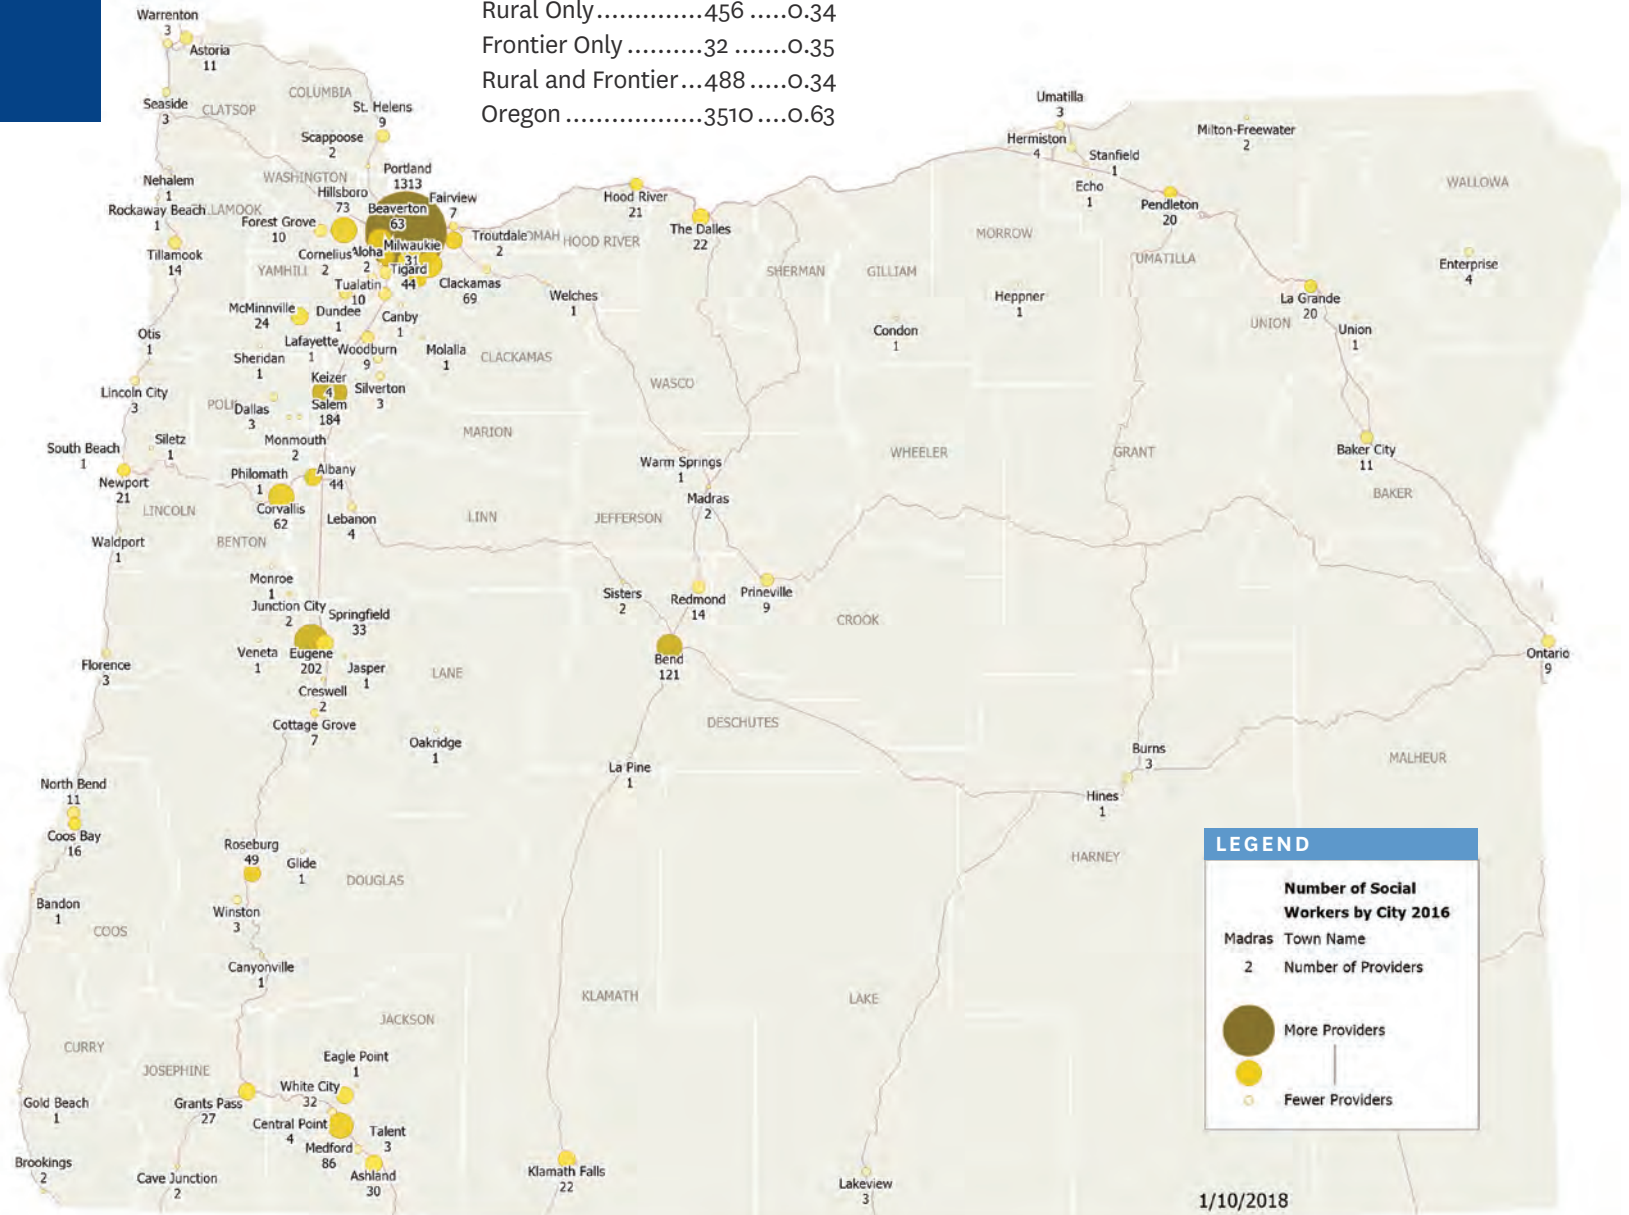 Rural Only..............456 .....0.34
Frontier Only ..........32 .......0.35
Rural and Frontier...488 .....0.34
Oregon ..................3510 ....0.63
Warrenton
3
Astoria
11
Seaside
3
CLATSOP
COLUMBIA
St. Helens
9
Scappoose
2
Portland
1313
WASHINGTON
Hillsboro
73
Beaverton
63
Fairview
7
Nehalem
1
Rockaway Beach
1
Forest Grove
10
Tillamook
14
Cornelius
2
Aloha
2
Milwaukie
31
Tigard
44
Troutdale
2
HOOD RIVER
Hood River
21
The Dalles
22
Clackamas
69
YAMHILL
Tualatin
10
McMinnville
24
Dundee
1
Canby
1
Welches
1
Otis
1
Lafayette
1
Sheridan
1
Woodburn
9
Molalla
1
CLACKAMAS
Lincoln City
3
Keizer
4
Salem
184
Silverton
3
Dallas
3
Monmouth
2
MARION
South Beach
1
Siletz
1
Newport
21
Philomath
1
Albany
44
Corvallis
62
Lebanon
4
LINCOLN
BENTON
LINN
Waldport
1
Monroe
1
Junction City
2
Springfield
33
Veneta
1
Eugene
202
Jasper
1
LANE
Florence
3
Creswell
2
Cottage Grove
7
Oakridge
1
Umatilla
3
Hermiston
4
Stanfield
1
Echo
1
Milton-Freewater
2
WALLOWA
Pendleton
20
MORROW
UMATILLA
Enterprise
4
SHERMAN
GILLIAM
Heppner
1
La Grande
20
UNION
Union
1
Condon
1
WASCO
Warm Springs
1
Madras
2
WHEELER
GRANT
Baker City
11
BAKER
JEFFERSON
Sisters
2
Redmond
14
Prineville
9
CROOK
Bend
121
DESCHUTES
Ontario
9
La Pine
1
Burns
3
Hines
1
MALHEUR
HARNEY
North Bend
11
Coos Bay
16
Roseburg
49
Glide
1
DOUGLAS
Bandon
1
COOS
Winston
3
Canyonville
1
KLAMATH
LAKE
JACKSON
CURRY
JOSEPHINE
Eagle Point
1
White City
32
Gold Beach
1
Grants Pass
27
Central Point
4
Talent
3
Medford
86
Ashland
30
Brookings
2
Cave Junction
2
Klamath Falls
22
Lakeview
3
LEGEND
Number of Social
Workers by City 2016
Madras Town Name
2 Number of Providers
More Providers
Fewer Providers
1/10/2018